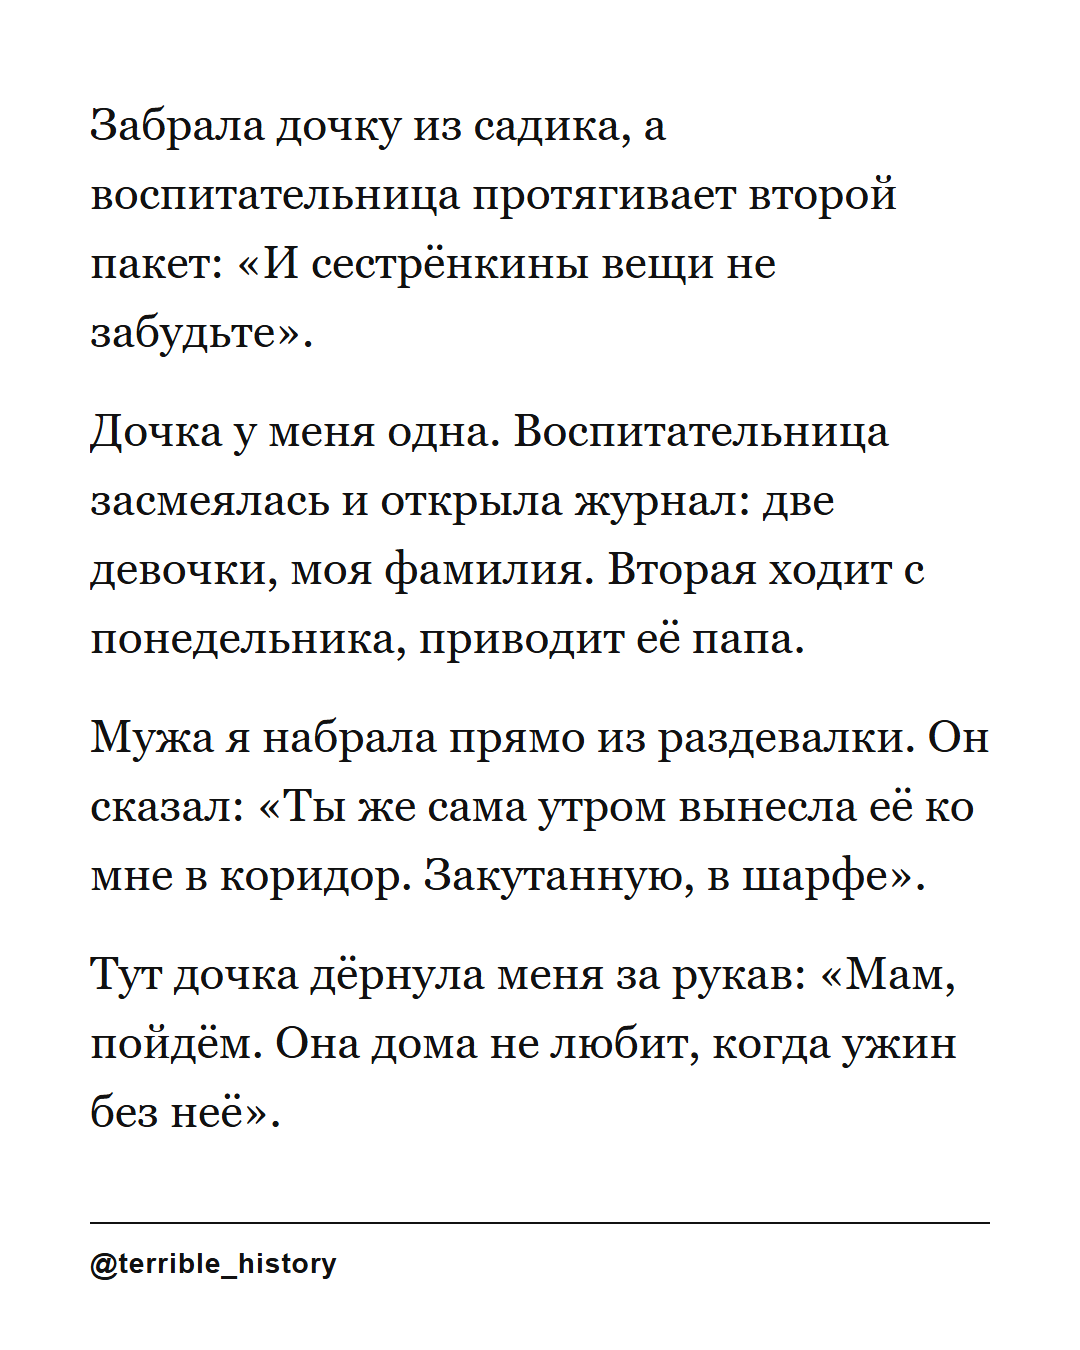 Забрала дочку из садика, а
воспитательница протягивает второй
пакет: «И сестрёнкины вещи не
забудьте».
Дочка у меня одна. Воспитательница
засмеялась и открыла журнал: две
девочки, моя фамилия. Вторая ходит с
понедельника, приводит её папа.
Мужа я набрала прямо из раздевалки. Он
сказал: «Ты же сама утром вынесла её ко
мне в коридор. Закутанную, в шарфе».
Тут дочка дёрнула меня за рукав: «Мам,
пойдём. Она дома не любит, когда ужин
без неё».
@terrible_history